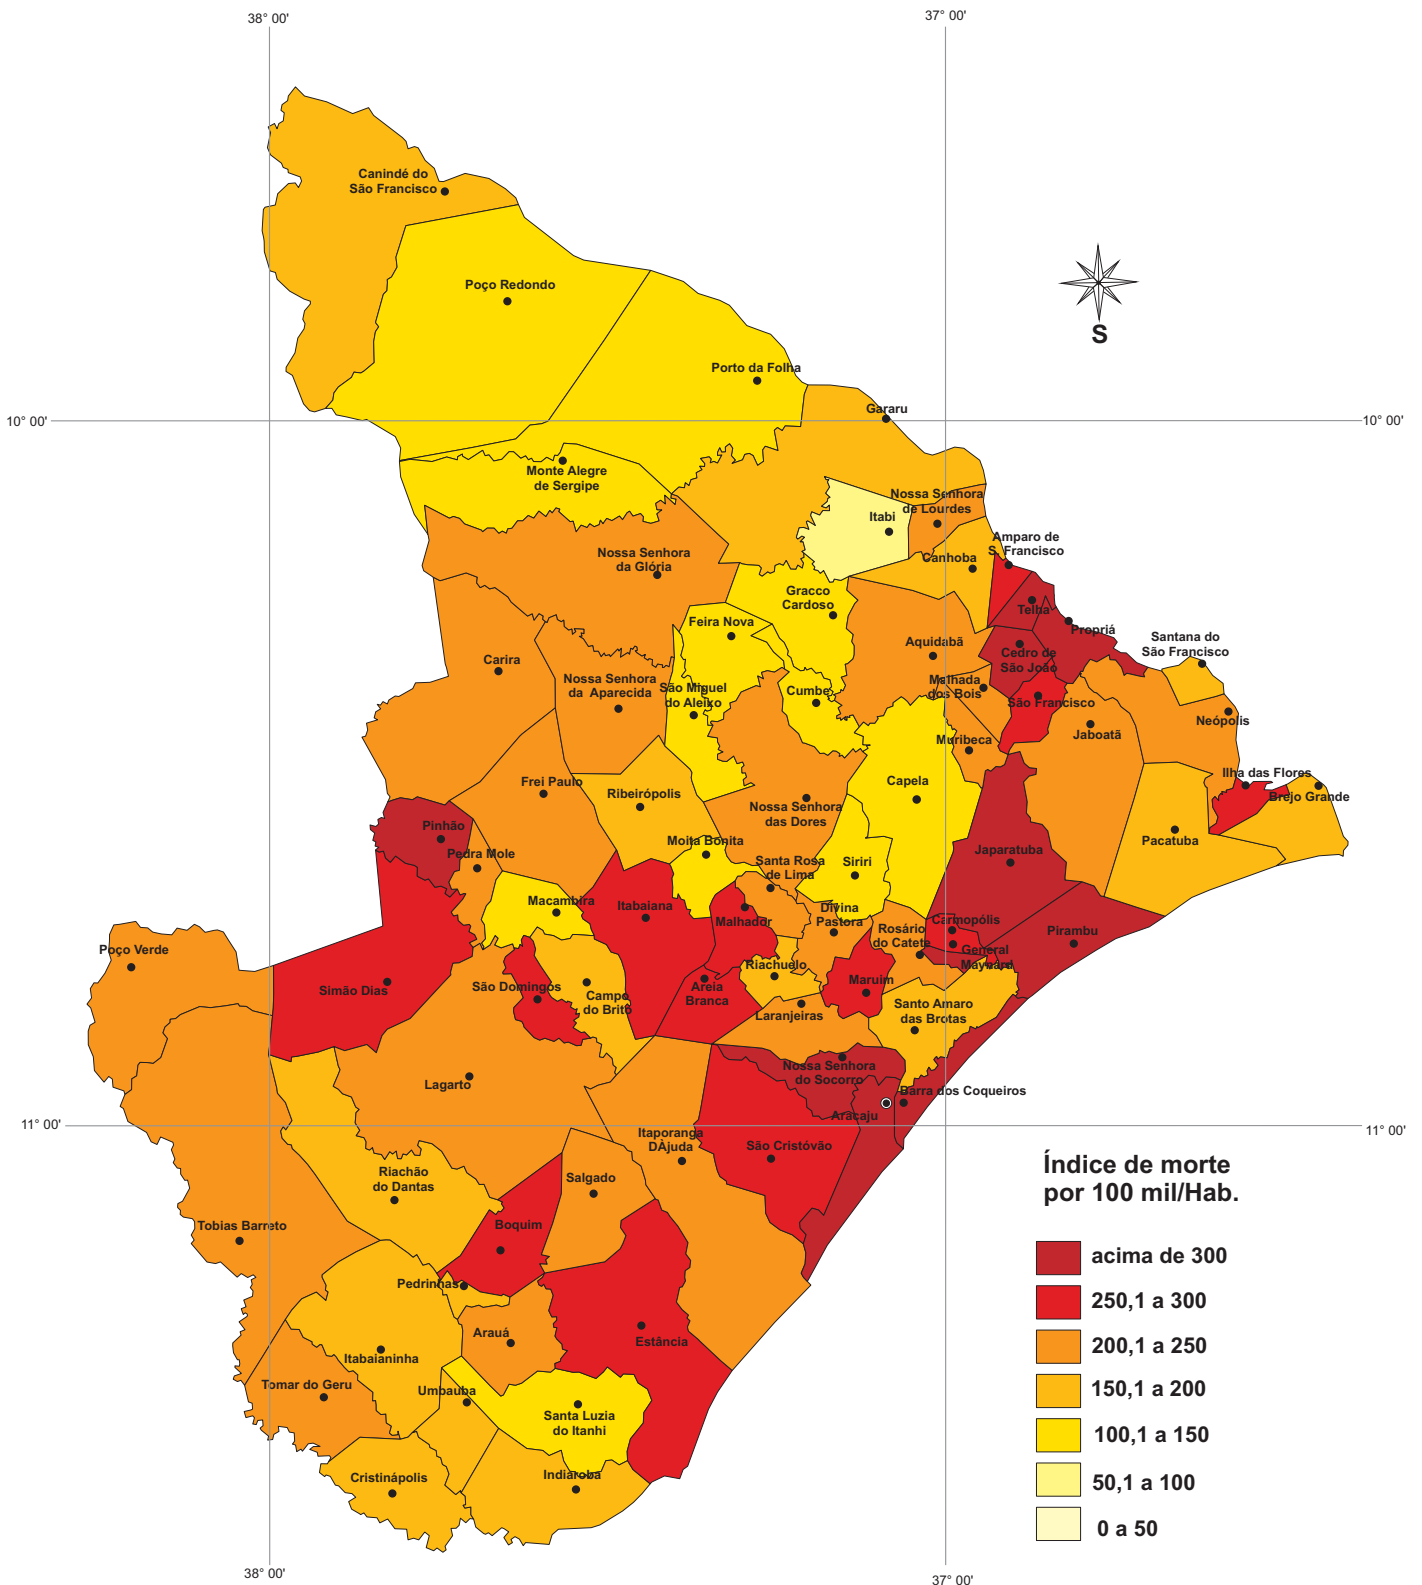 38° 00'
37° 00'
Canindé do
São Francisco
Poço Redondo
S
Porto da Folha
Gararu
10° 00'
10° 00'
Monte Alegre
de Sergipe
Nossa Senhora
de Lourdes
Itabi
Amparo de
S. Francisco
Nossa Senhora
da Glória
Canhoba
Gracco
Cardoso
Telha
Feira Nova
Propriá
Santana do
São Francisco
Aquidabã
Cedro de
São João
Carira
Nossa Senhora
da Aparecida
São Miguel
do Aleixo
Cumbe
Malhada
dos Bois
São Francisco
Neópolis
Jaboatã
Muribeca
Ilha das Flores
Brejo Grande
Frei Paulo
Ribeirópolis
Capela
Nossa Senhora
das Dores
Pinhão
Moita Bonita
Pacatuba
Pedra Mole
Santa Rosa
de Lima
Siriri
Japaratuba
Macambira
Itabaiana
Malhador
Divina
Pastora
Carmopólis
Rosário
do Catete
Pirambu
General
Maynard
Poço Verde
Riachuelo
Simão Dias
São Domingos
Campo
do Brito
Areia
Branca
Maruim
Laranjeiras
Santo Amaro
das Brotas
Lagarto
Nossa Senhora
do Socorro
Barra dos Coqueiros
Aracaju
11° 00'
11° 00'
Itaporanga
DÀjuda
São Cristóvão
Riachão
do Dantas
Salgado
Índice de morte
por 100 mil/Hab.
Tobias Barreto
Boquim
acima de 300
Pedrinhas
250,1 a 300
Arauá
Estância
200,1 a 250
Itabaianinha
Tomar do Geru
Umbauba
150,1 a 200
Santa Luzia
do Itanhi
100,1 a 150
Cristinápolis
Indiaroba
50,1 a 100
0 a 50
38° 00'
37° 00'